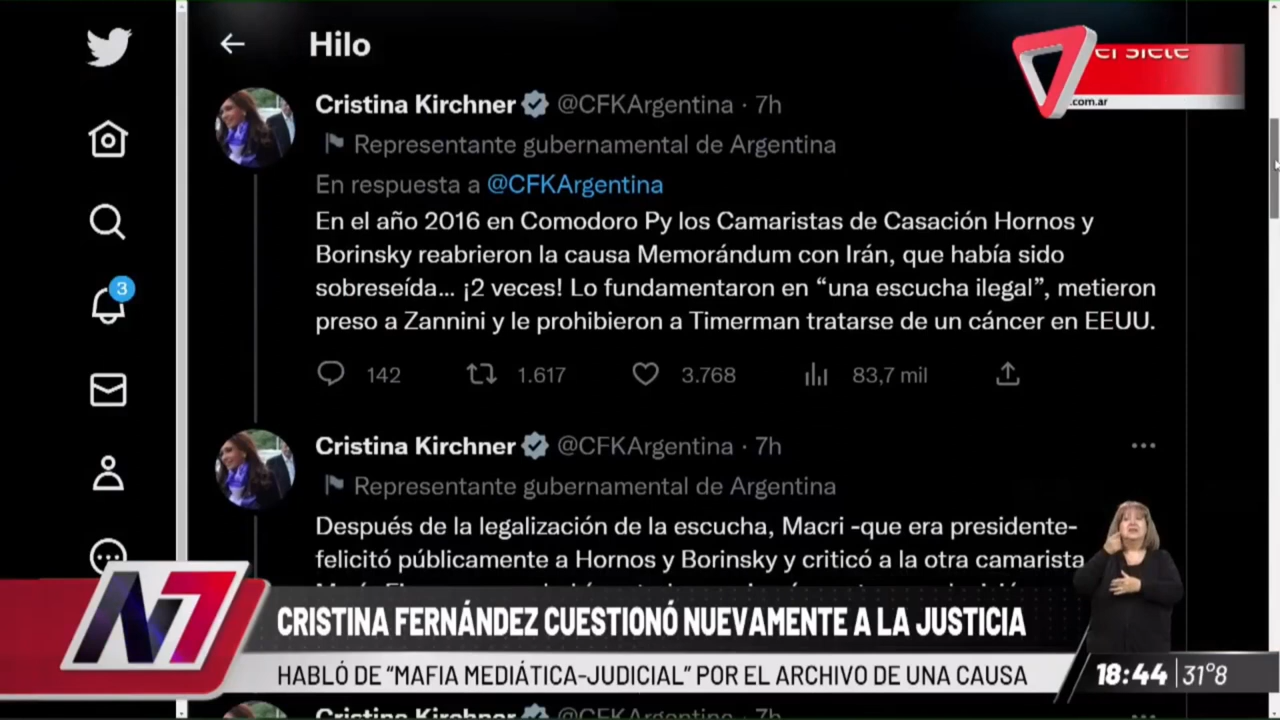 Hilo
el siete
.com.ar
Cristina Kirchner @CFKArgentina · 7h
Representante gubernamental de Argentina
En respuesta a @CFKArgentina
En el año 2016 en Comodoro Py los Camaristas de Casación Hornos y
Borinsky reabrieron la causa Memorándum con Irán, que había sido
sobreseída... ¡2 veces! Lo fundamentaron en “una escucha ilegal”, metieron
preso a Zannini y le prohibieron a Timerman tratarse de un cáncer en EEUU.
3
142 1.617 3.768 83,7 mil
Cristina Kirchner @CFKArgentina · 7h
Representante gubernamental de Argentina
Después de la legalización de la escucha, Macri -que era presidente-
felicitó públicamente a Hornos y Borinsky y criticó a la otra camarista
N7
CRISTINA FERNÁNDEZ CUESTIONÓ NUEVAMENTE A LA JUSTICIA
HABLÓ DE “MAFIA MEDIÁTICA-JUDICIAL” POR EL ARCHIVO DE UNA CAUSA
18:44 31°8
Cristina Kirchner @CFKArgentina · 7h